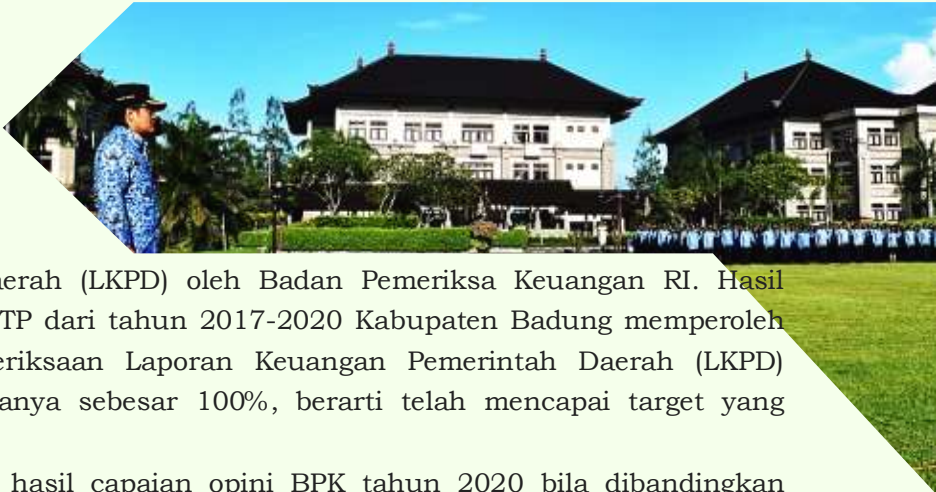 aerah (LKPD) oleh Badan Pemeriksa Keuangan RI. Hasil
TP dari tahun 2017-2020 Kabupaten Badung memperoleh
eriksaan Laporan Keuangan Pemerintah Daerah (LKPD)
anya sebesar 100%, berarti telah mencapai target yang
hasil capaian opini BPK tahun 2020 bila dibandingkan